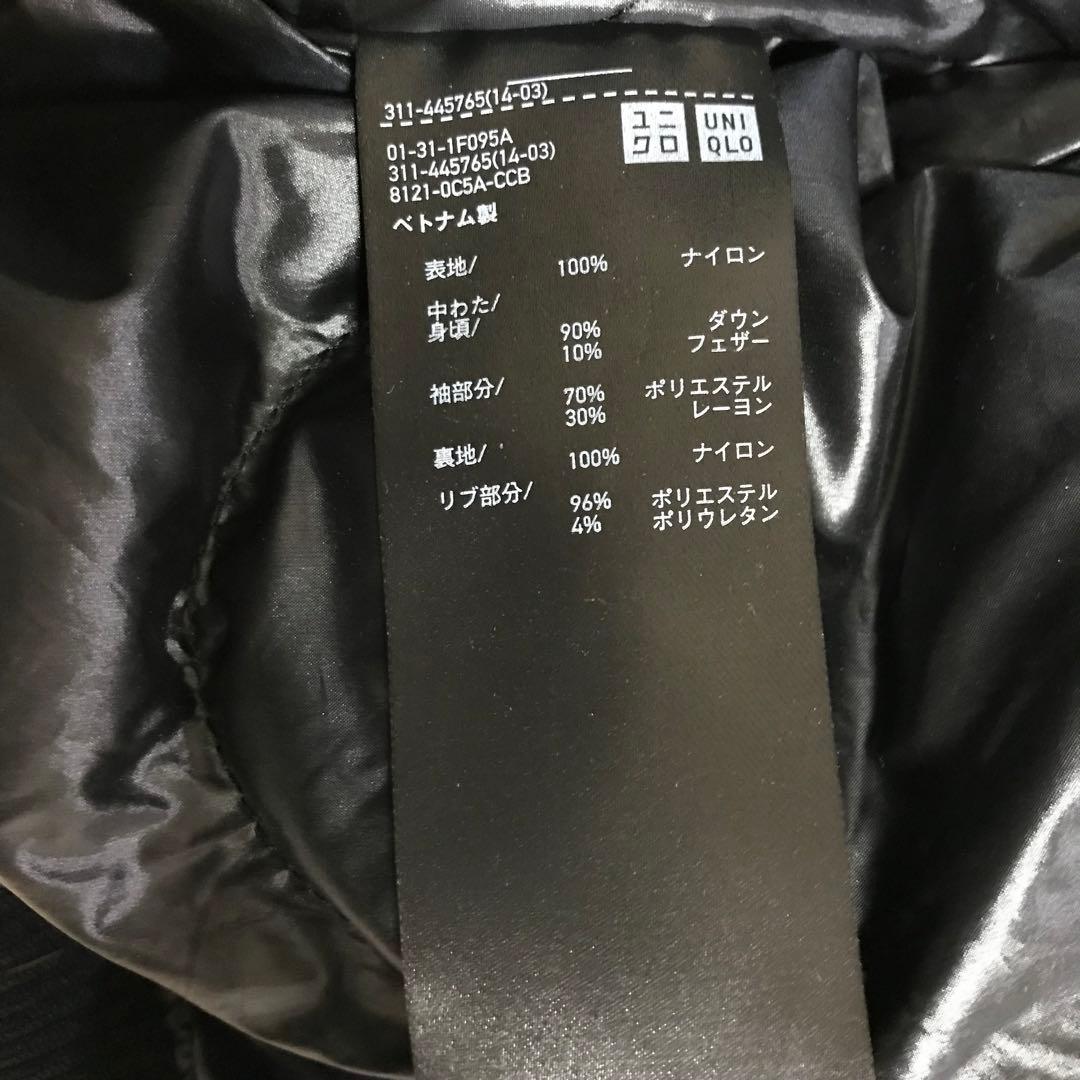 311-445765(14-03)
ユニ
クロ
UNI
QLO
01-31-1F095A
311-445765(14-03)
8121-0C5A-CCB
ベトナム製
表地/ 100% ナイロン
中わた/
身頃/ 90% ダウン
10% フェザー
袖部分/ 70% ポリエステル
30% レーヨン
裏地/ 100% ナイロン
リブ部分/ 96% ポリエステル
4% ポリウレタン